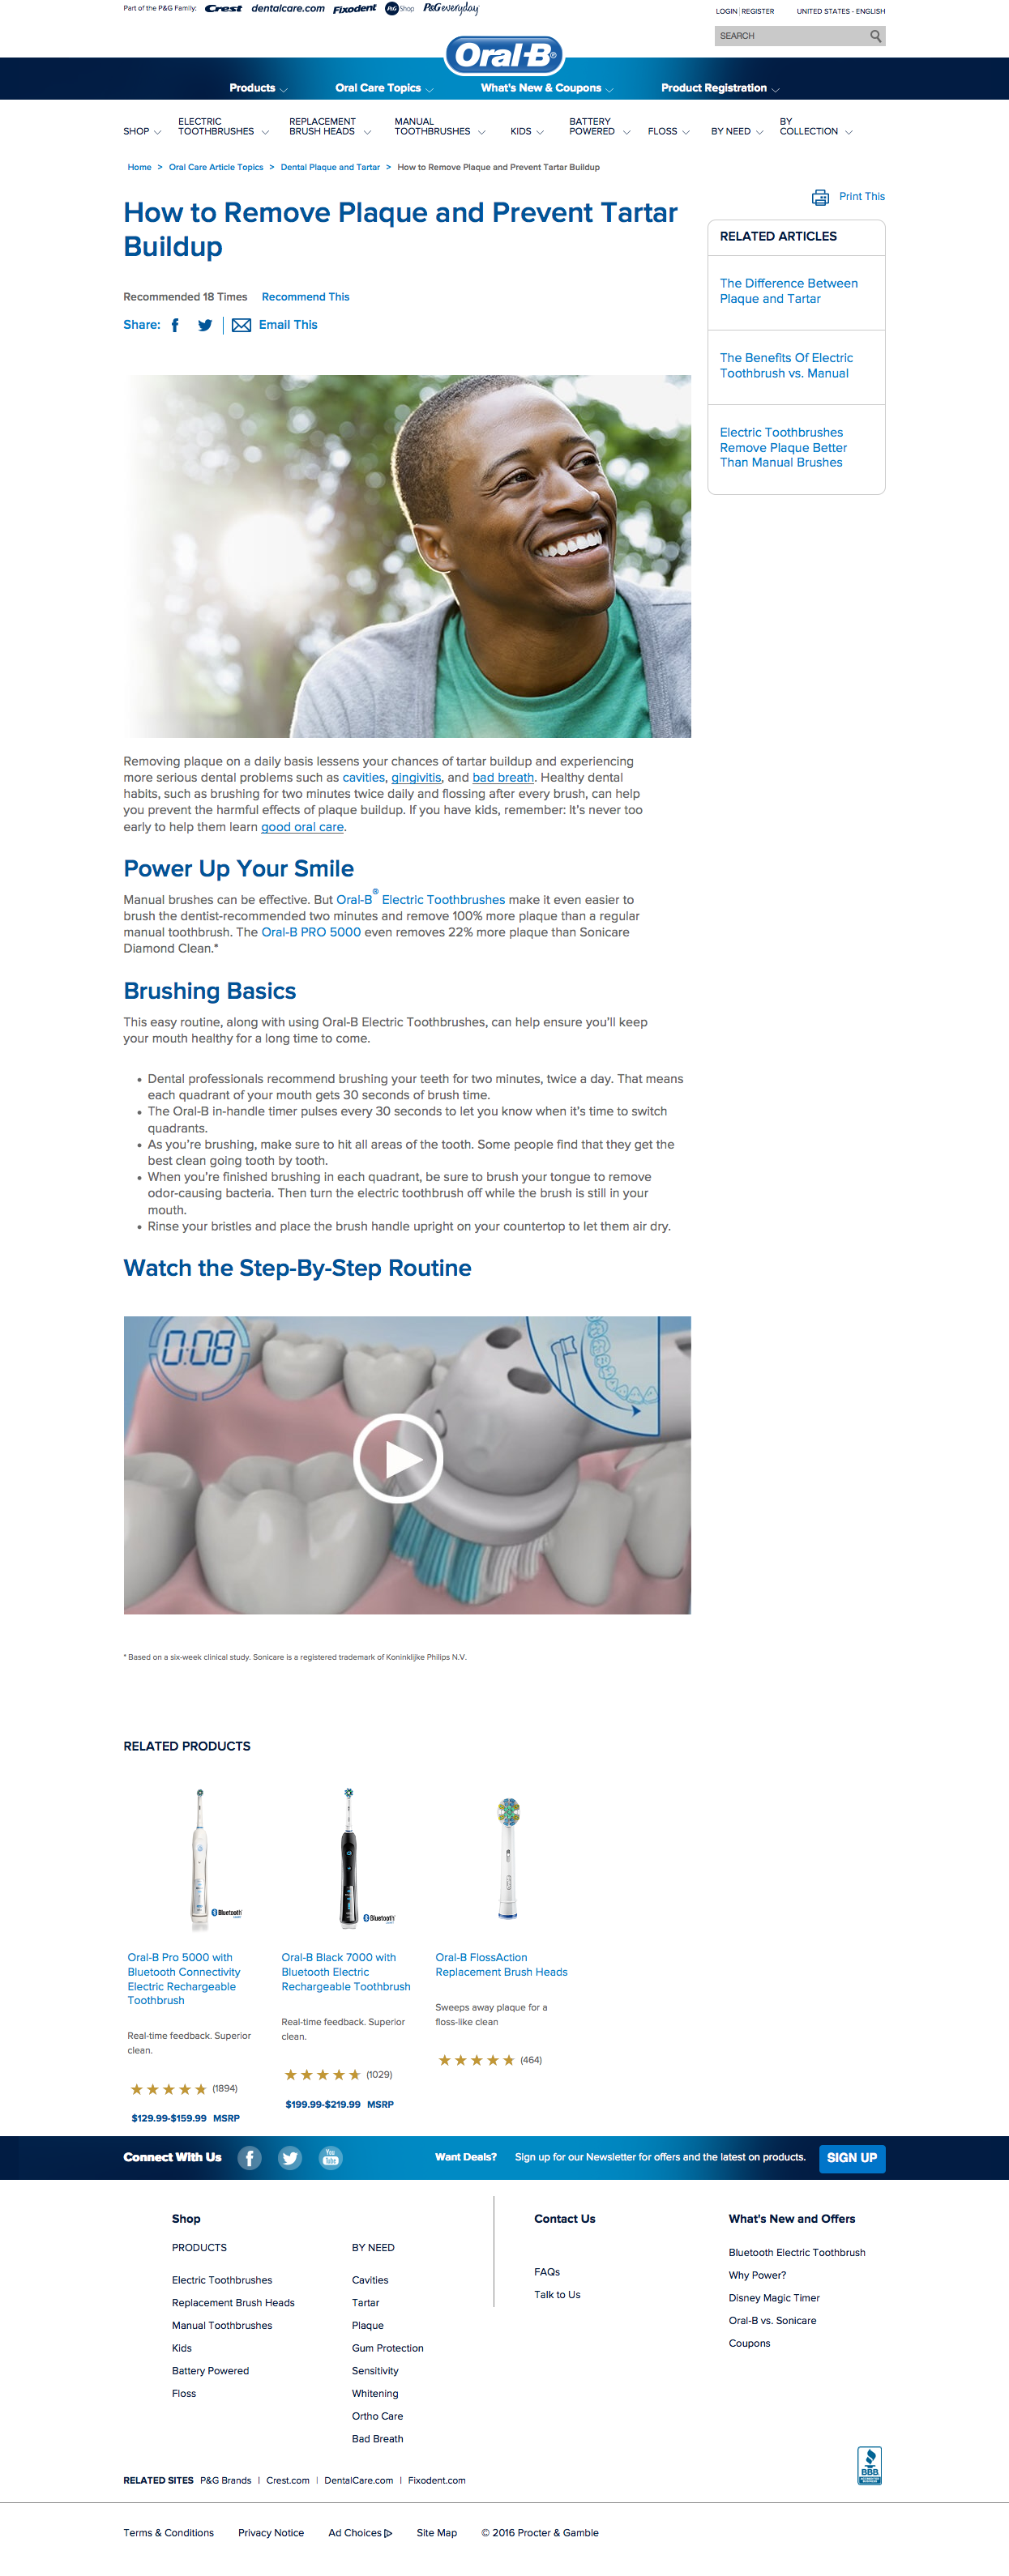 Part of the P&G Family: Crest dentalcare.com Fixodent P&G Shop P&G everyday
LOGIN | REGISTER UNITED STATES - ENGLISH
SEARCH
Oral-B®
Products Oral Care Topics What's New & Coupons Product Registration
SHOP
ELECTRIC
TOOTHBRUSHES
REPLACEMENT
BRUSH HEADS
MANUAL
TOOTHBRUSHES
KIDS
BATTERY
POWERED
FLOSS
BY NEED
BY
COLLECTION
Home > Oral Care Article Topics > Dental Plaque and Tartar > How to Remove Plaque and Prevent Tartar Buildup
Print This
How to Remove Plaque and Prevent Tartar
Buildup
Recommended 18 Times Recommend This
Share: Email This
RELATED ARTICLES
The Difference Between
Plaque and Tartar
The Benefits Of Electric
Toothbrush vs. Manual
Electric Toothbrushes
Remove Plaque Better
Than Manual Brushes
Removing plaque on a daily basis lessens your chances of tartar buildup and experiencing
more serious dental problems such as cavities, gingivitis, and bad breath. Healthy dental
habits, such as brushing for two minutes twice daily and flossing after every brush, can help
you prevent the harmful effects of plaque buildup. If you have kids, remember: It's never too
early to help them learn good oral care.
Power Up Your Smile
Manual brushes can be effective. But Oral-B® Electric Toothbrushes make it even easier to
brush the dentist-recommended two minutes and remove 100% more plaque than a regular
manual toothbrush. The Oral-B PRO 5000 even removes 22% more plaque than Sonicare
Diamond Clean.*
Brushing Basics
This easy routine, along with using Oral-B Electric Toothbrushes, can help ensure you'll keep
your mouth healthy for a long time to come.
• Dental professionals recommend brushing your teeth for two minutes, twice a day. That means
each quadrant of your mouth gets 30 seconds of brush time.
• The Oral-B in-handle timer pulses every 30 seconds to let you know when it's time to switch
quadrants.
• As you're brushing, make sure to hit all areas of the tooth. Some people find that they get the
best clean going tooth by tooth.
• When you're finished brushing in each quadrant, be sure to brush your tongue to remove
odor-causing bacteria. Then turn the electric toothbrush off while the brush is still in your
mouth.
• Rinse your bristles and place the brush handle upright on your countertop to let them air dry.
Watch the Step-By-Step Routine
0:08
* Based on a six-week clinical study. Sonicare is a registered trademark of Koninklijke Philips N.V.
RELATED PRODUCTS
Bluetooth
Bluetooth
Oral-B Pro 5000 with
Bluetooth Connectivity
Electric Rechargeable
Toothbrush
Real-time feedback. Superior
clean.
(1894)
$129.99-$159.99 MSRP
Oral-B Black 7000 with
Bluetooth Electric
Rechargeable Toothbrush
Real-time feedback. Superior
clean.
(1029)
$199.99-$219.99 MSRP
Oral-B FlossAction
Replacement Brush Heads
Sweeps away plaque for a
floss-like clean
(464)
Connect With Us You Tube Want Deals? Sign up for our Newsletter for offers and the latest on products. SIGN UP
Shop
PRODUCTS
Electric Toothbrushes
Replacement Brush Heads
Manual Toothbrushes
Kids
Battery Powered
Floss
BY NEED
Cavities
Tartar
Plaque
Gum Protection
Sensitivity
Whitening
Ortho Care
Bad Breath
Contact Us
FAQs
Talk to Us
What's New and Offers
Bluetooth Electric Toothbrush
Why Power?
Disney Magic Timer
Oral-B vs. Sonicare
Coupons
BBB
RELATED SITES P&G Brands | Crest.com | DentalCare.com | Fixodent.com
Terms & Conditions Privacy Notice Ad Choices Site Map © 2016 Procter & Gamble